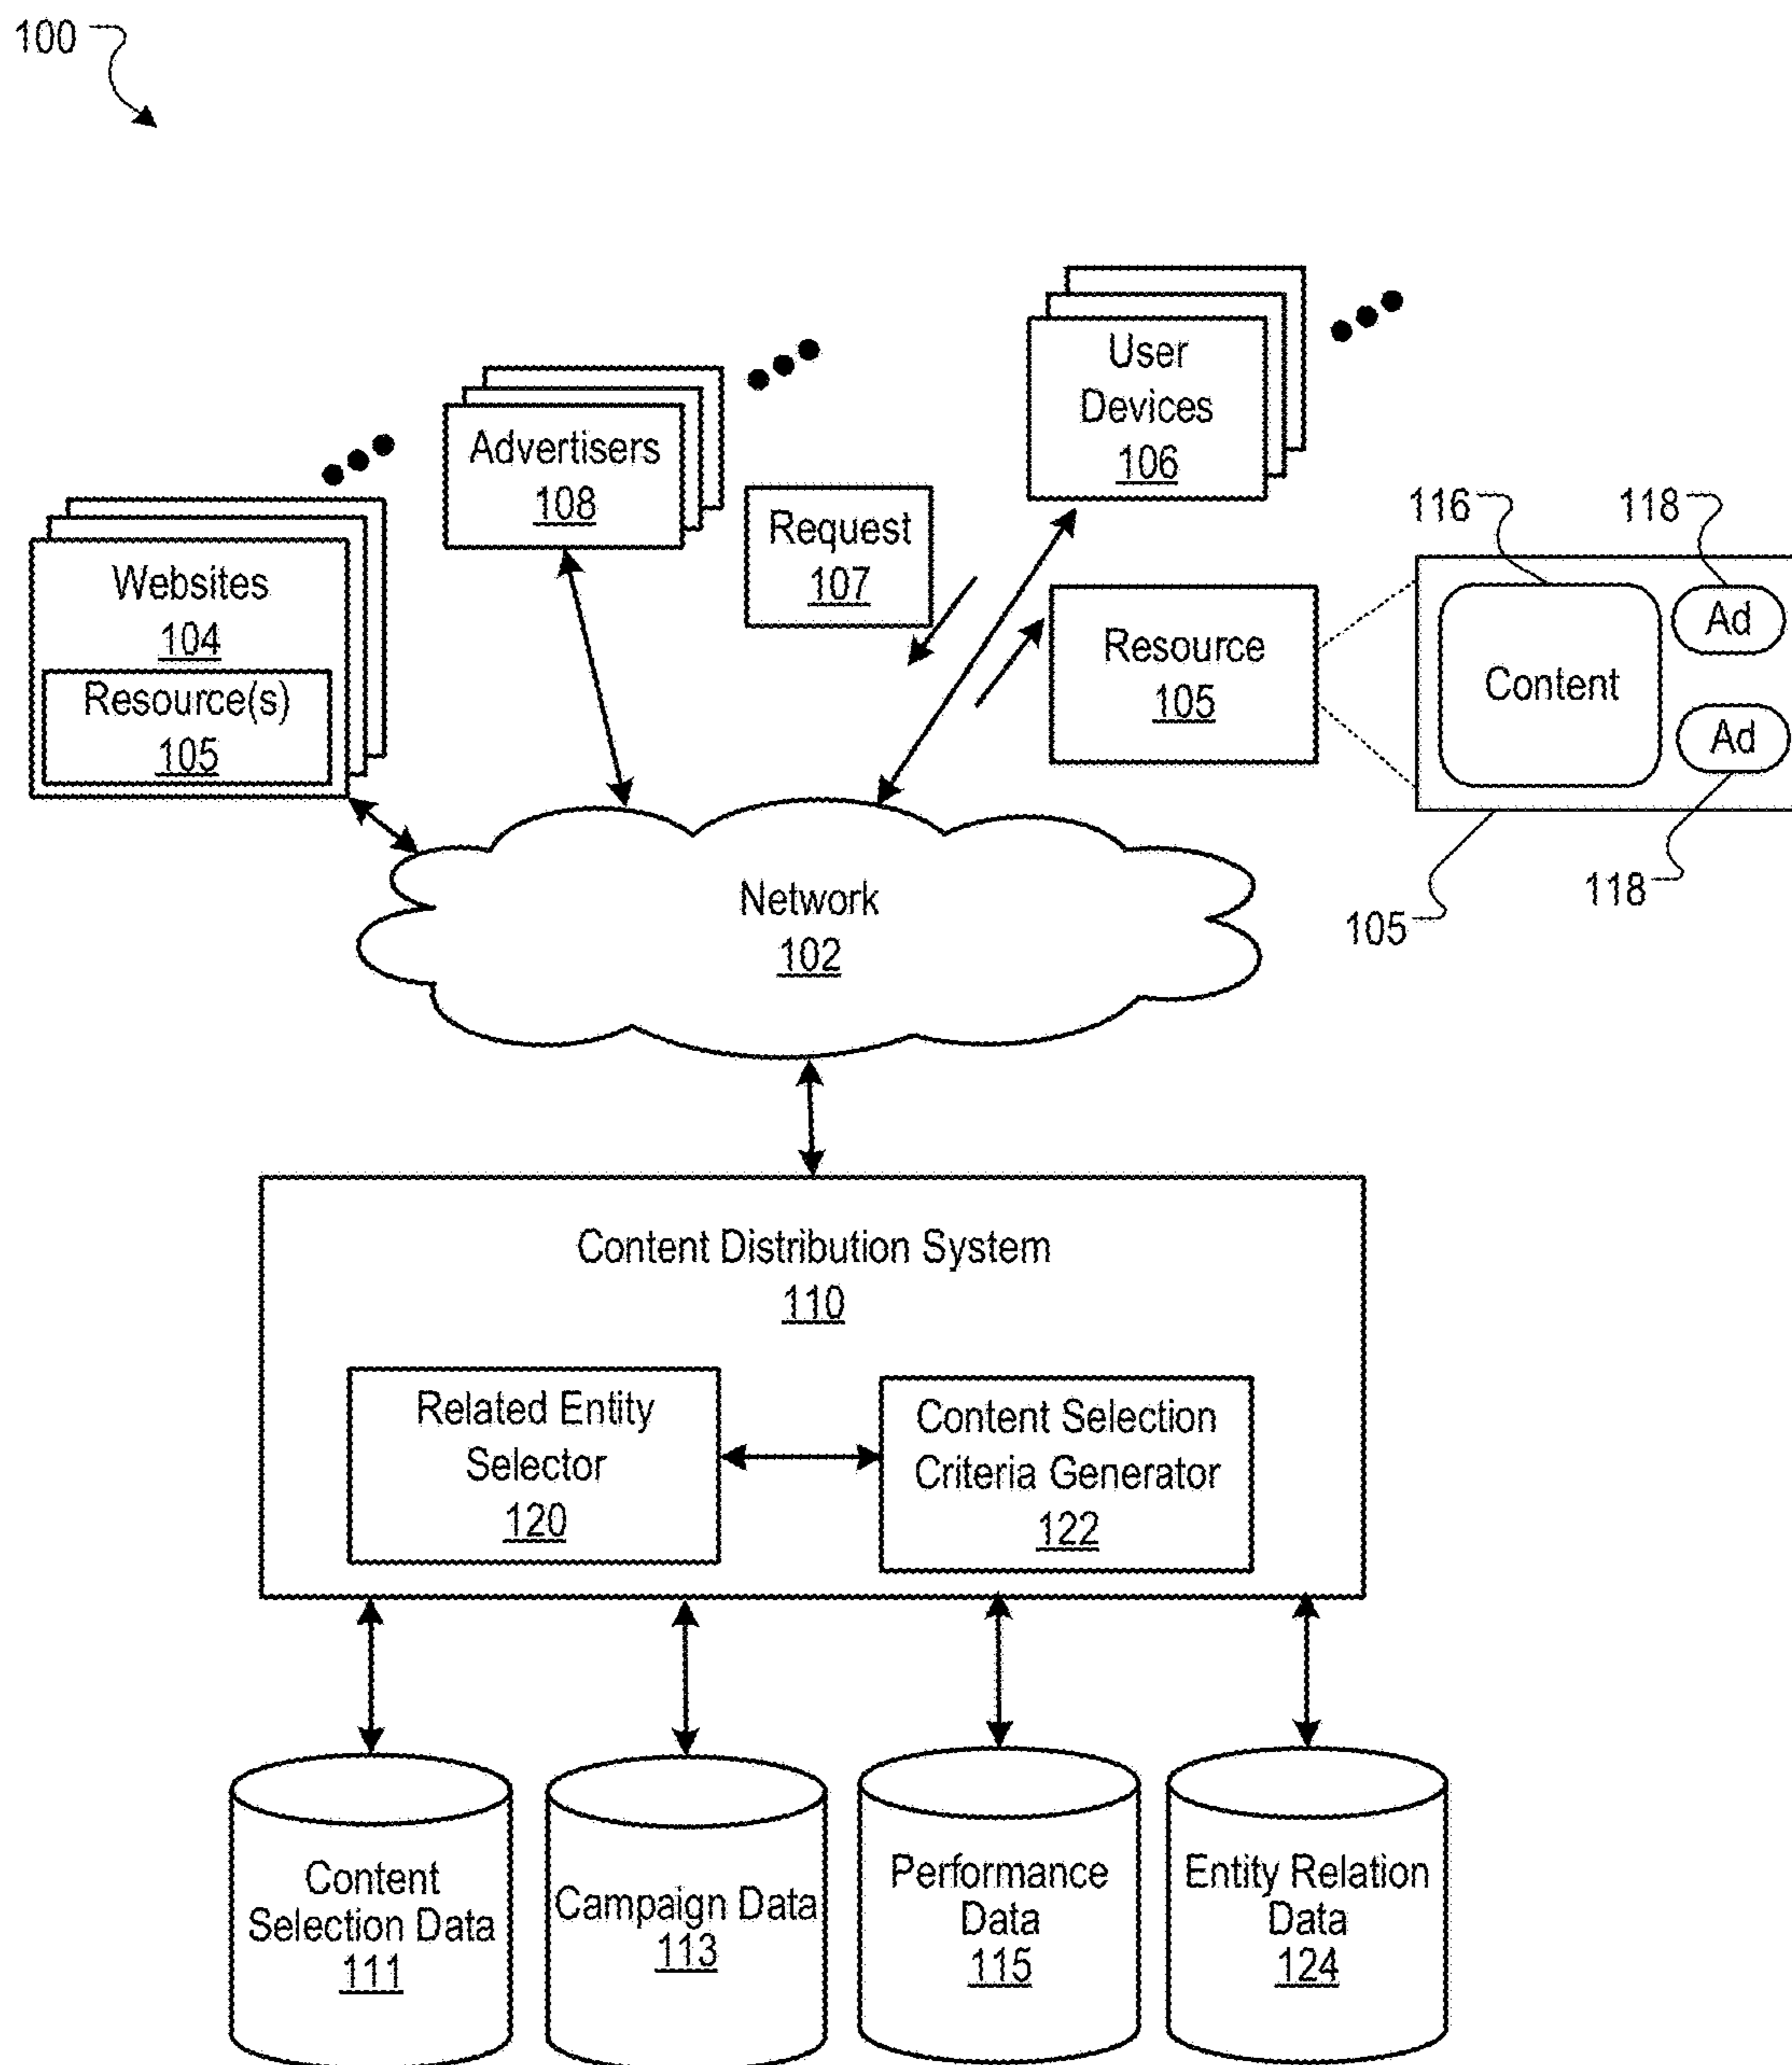 100
User
Devices
106
Advertisers
108
Request
107
116
118
Websites
104
Resource(s)
105
Resource
105
Content
Ad
Ad
118
105
Network
102
Content Distribution System
110
Related Entity
Selector
120
Content Selection
Criteria Generator
122
Content
Selection Data
111
Campaign Data
113
Performance
Data
115
Entity Relation
Data
124